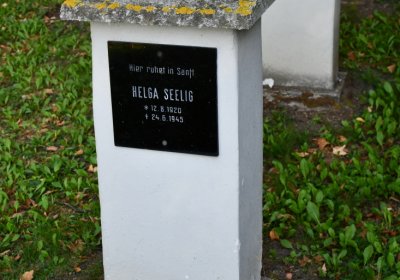 Hier ruhet in Sanft
HELGA SEELIG
* 12.8.1920
† 24.6.1945